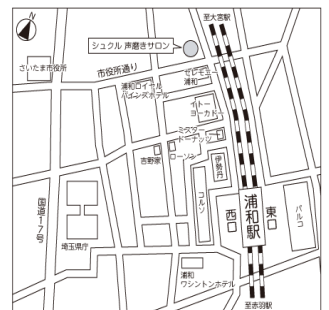 N
至大宮駅
シュクル 声磨きサロン
さいたま市役所
市役所通り
セレモニー
浦和
浦和ロイヤル
パインズホテル
イトー
ヨーカドー
ミスター
ドーナッツ
吉野家
ローソン
伊勢丹
コルソ
国道17号
埼玉県庁
西口
浦和駅
東口
パルコ
浦和
ワシントンホテル
至赤羽駅